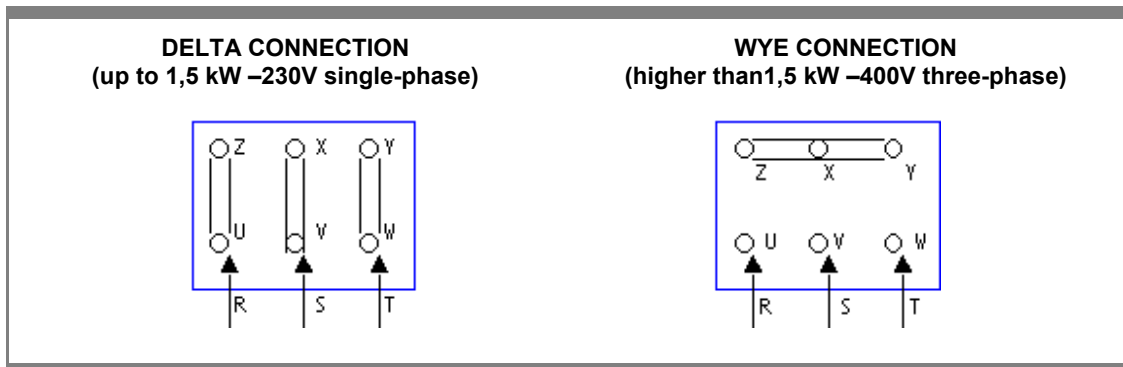 DELTA CONNECTION
(up to 1,5 kW –230V single-phase)
Z X Y
U V W
R S T
WYE CONNECTION
(higher than1,5 kW –400V three-phase)
Z X Y
U V W
R S T